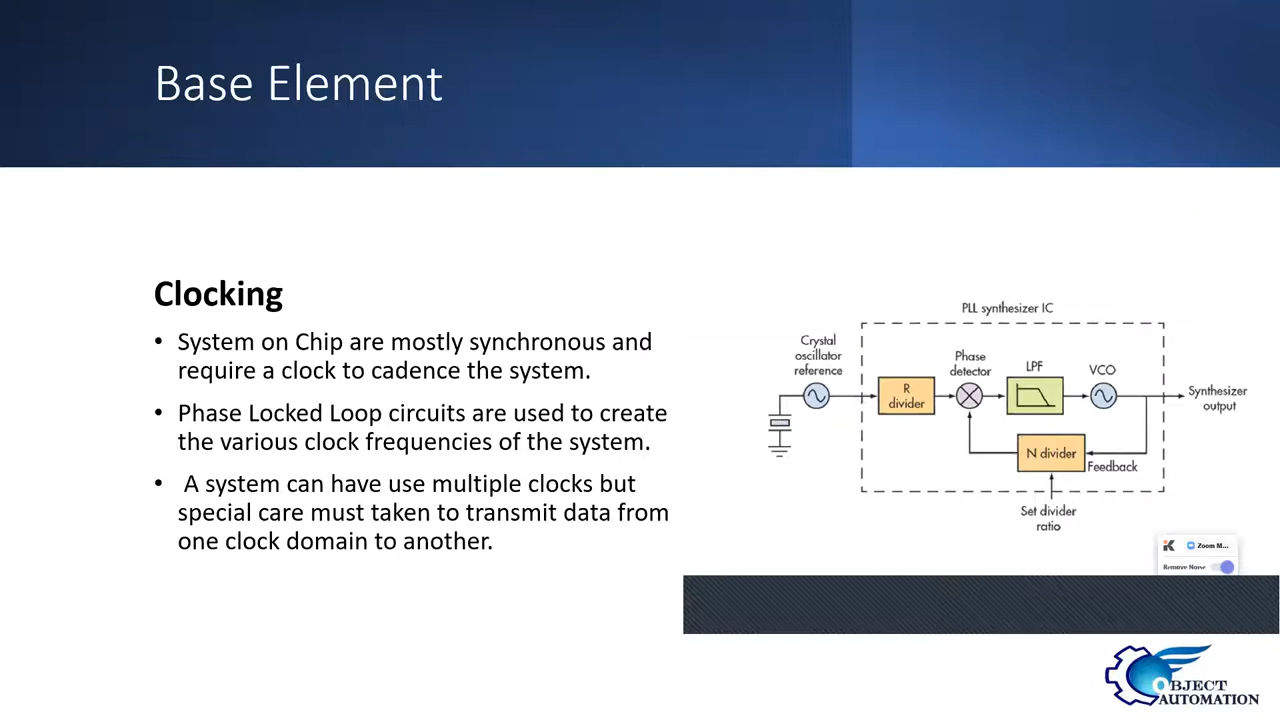 Base Element
Clocking
• System on Chip are mostly synchronous and
require a clock to cadence the system.
• Phase Locked Loop circuits are used to create
the various clock frequencies of the system.
• A system can have use multiple clocks but
special care must taken to transmit data from
one clock domain to another.
PLL synthesizer IC
Crystal
oscillator
reference
R
divider
Phase
detector
LPF
VCO
Synthesizer
output
N divider
Feedback
Set divider
ratio
Zoom M...
Remove Noise
OBJECT
AUTOMATION